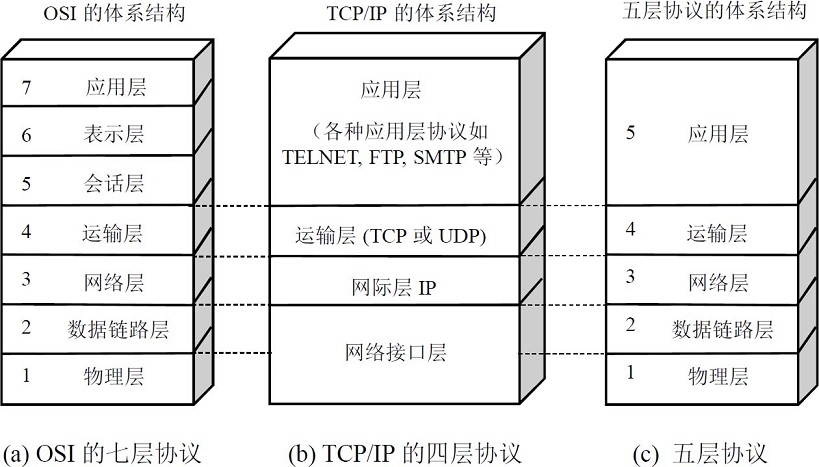 OSI 的体系结构
TCP/IP 的体系结构
五层协议的体系结构
7 应用层
6 表示层
5 会话层
4 运输层
3 网络层
2 数据链路层
1 物理层
应用层
(各种应用层协议如
TELNET, FTP, SMTP 等)
运输层 (TCP 或 UDP)
网际层 IP
网络接口层
5 应用层
4 运输层
3 网络层
2 数据链路层
1 物理层
(a) OSI 的七层协议
(b) TCP/IP 的四层协议
(c) 五层协议